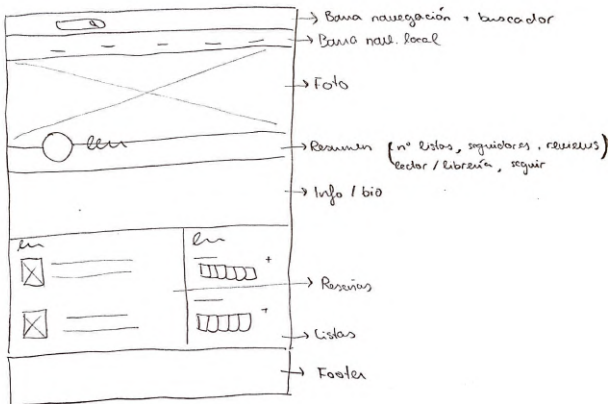 Barra navegación + buscador
Barra nav. local
Foto
Resumen (nº listas, seguidores, reviews)
lector / librería, seguir
Info / bio
Reseñas
Listas
Footer